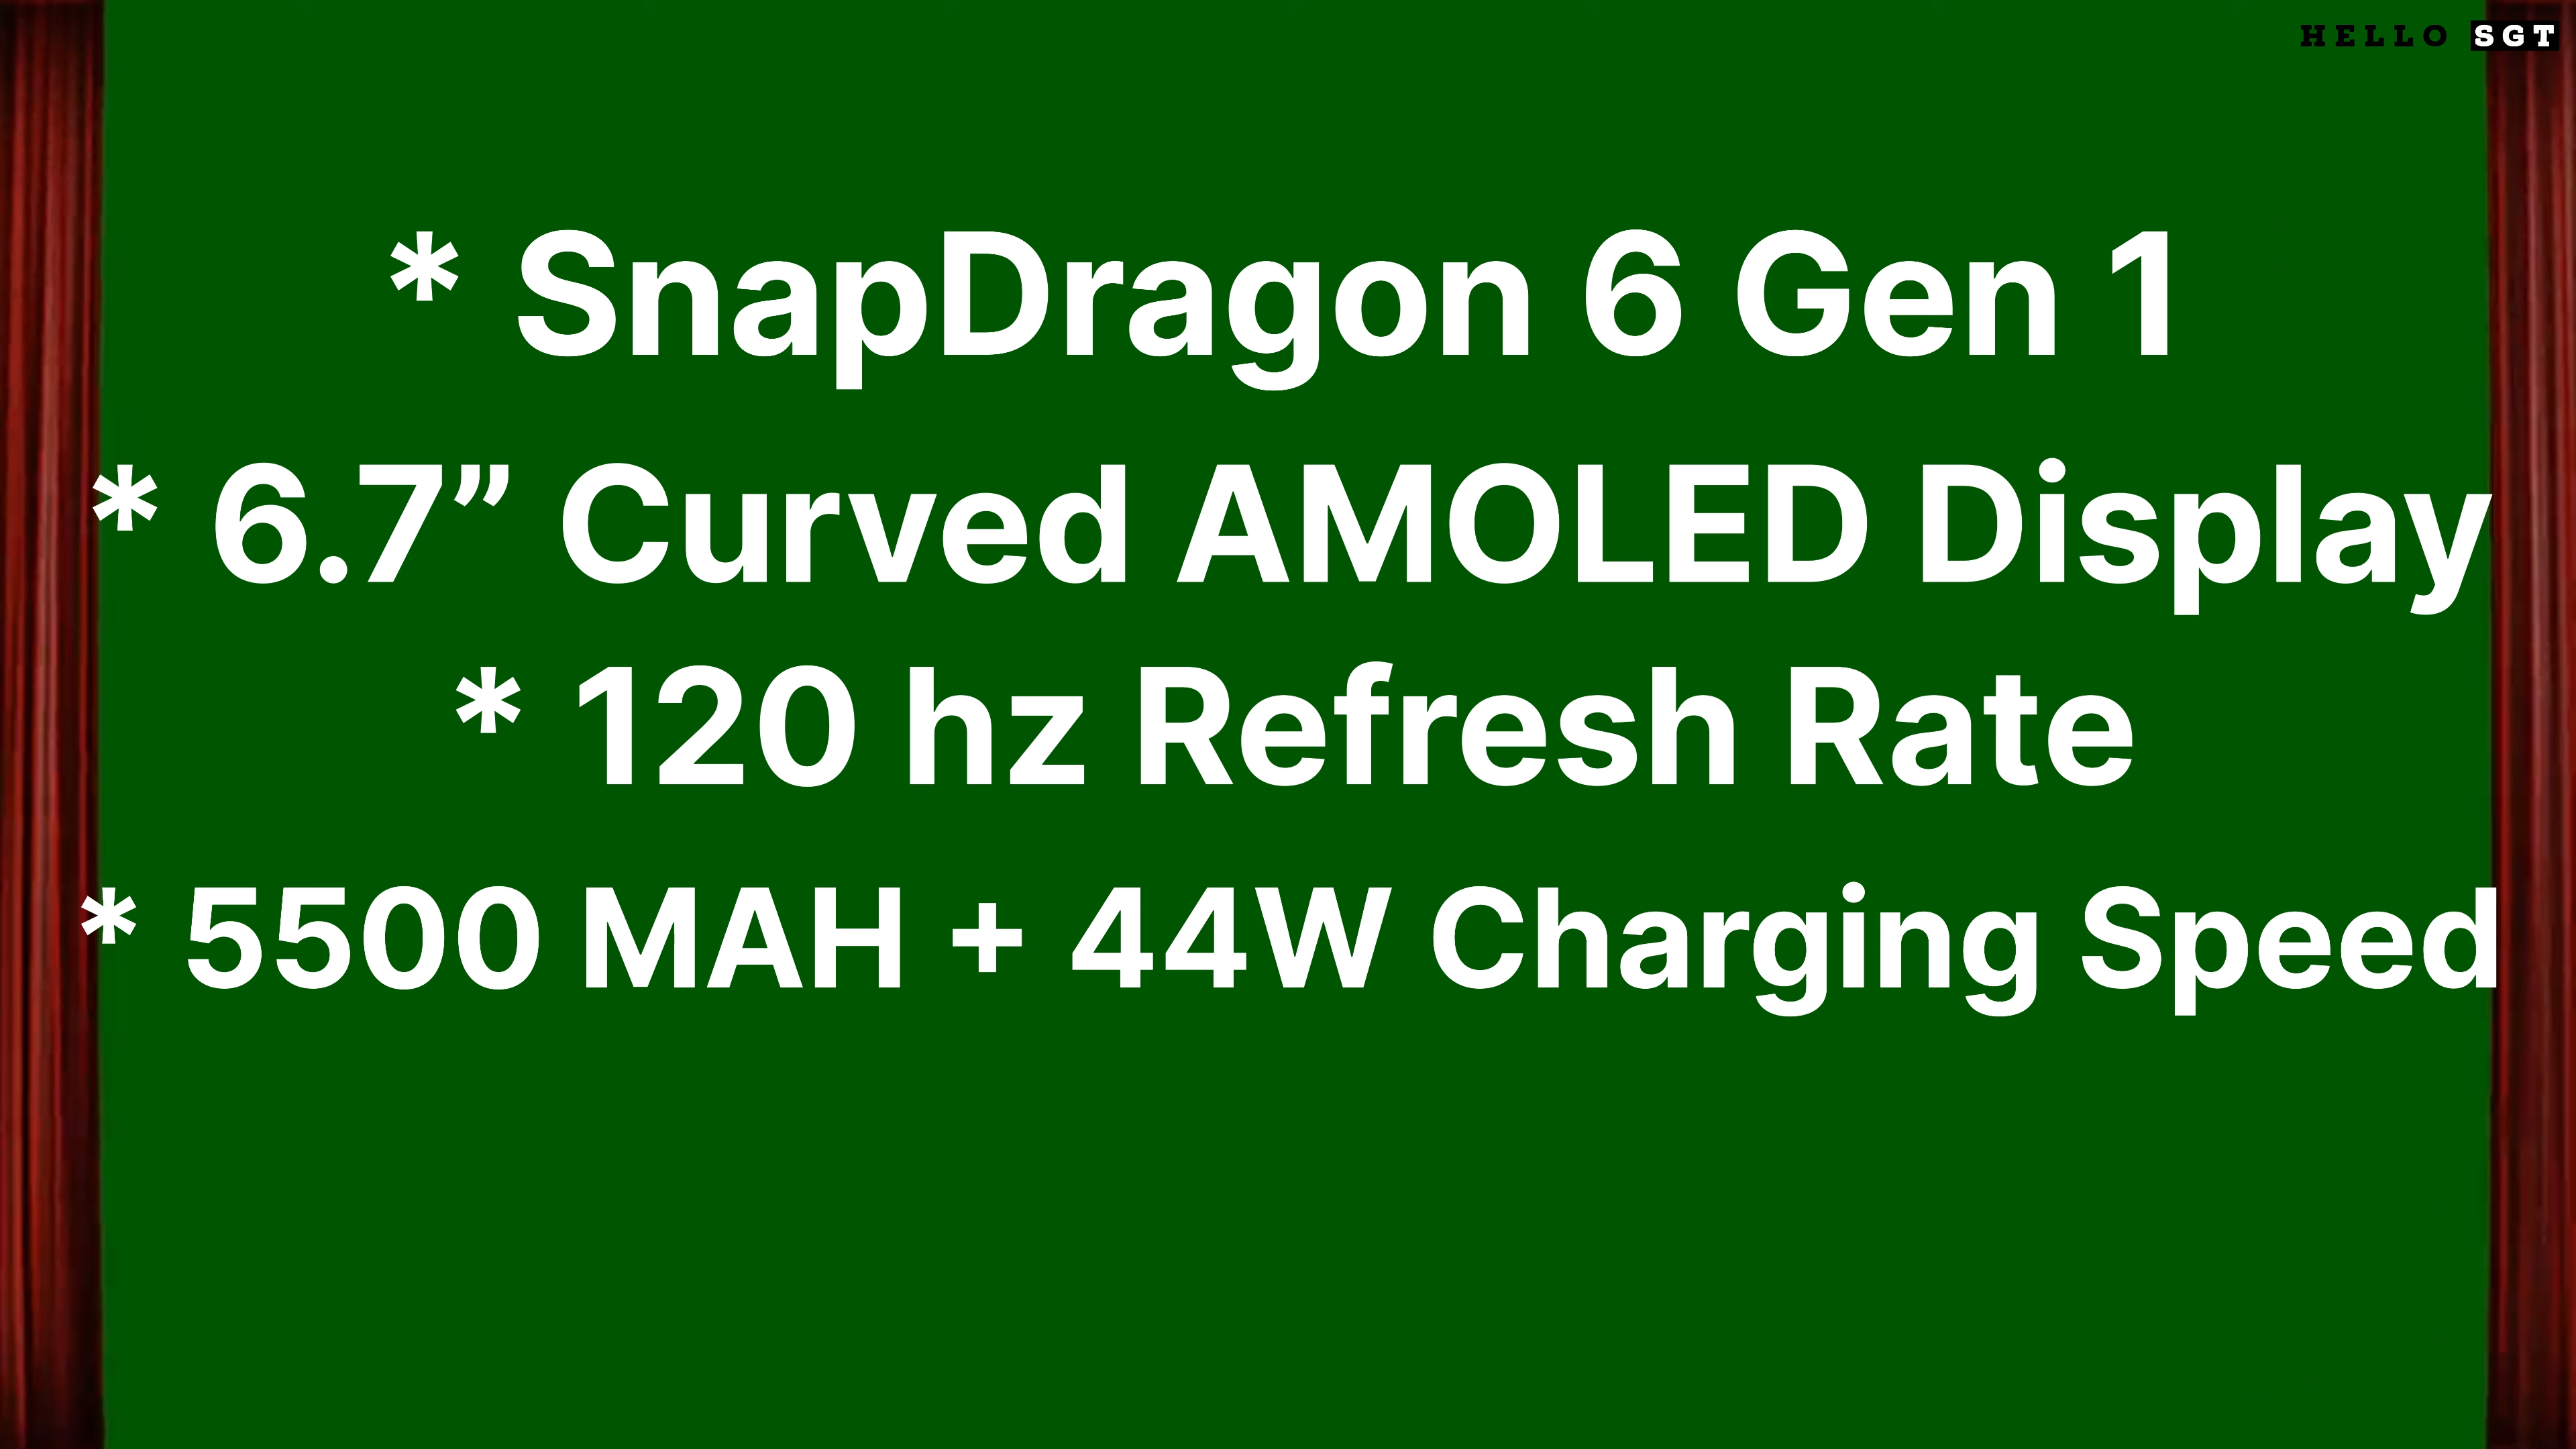 HELLO SGT
* SnapDragon 6 Gen 1
* 6.7” Curved AMOLED Display
* 120 hz Refresh Rate
* 5500 MAH + 44W Charging Speed